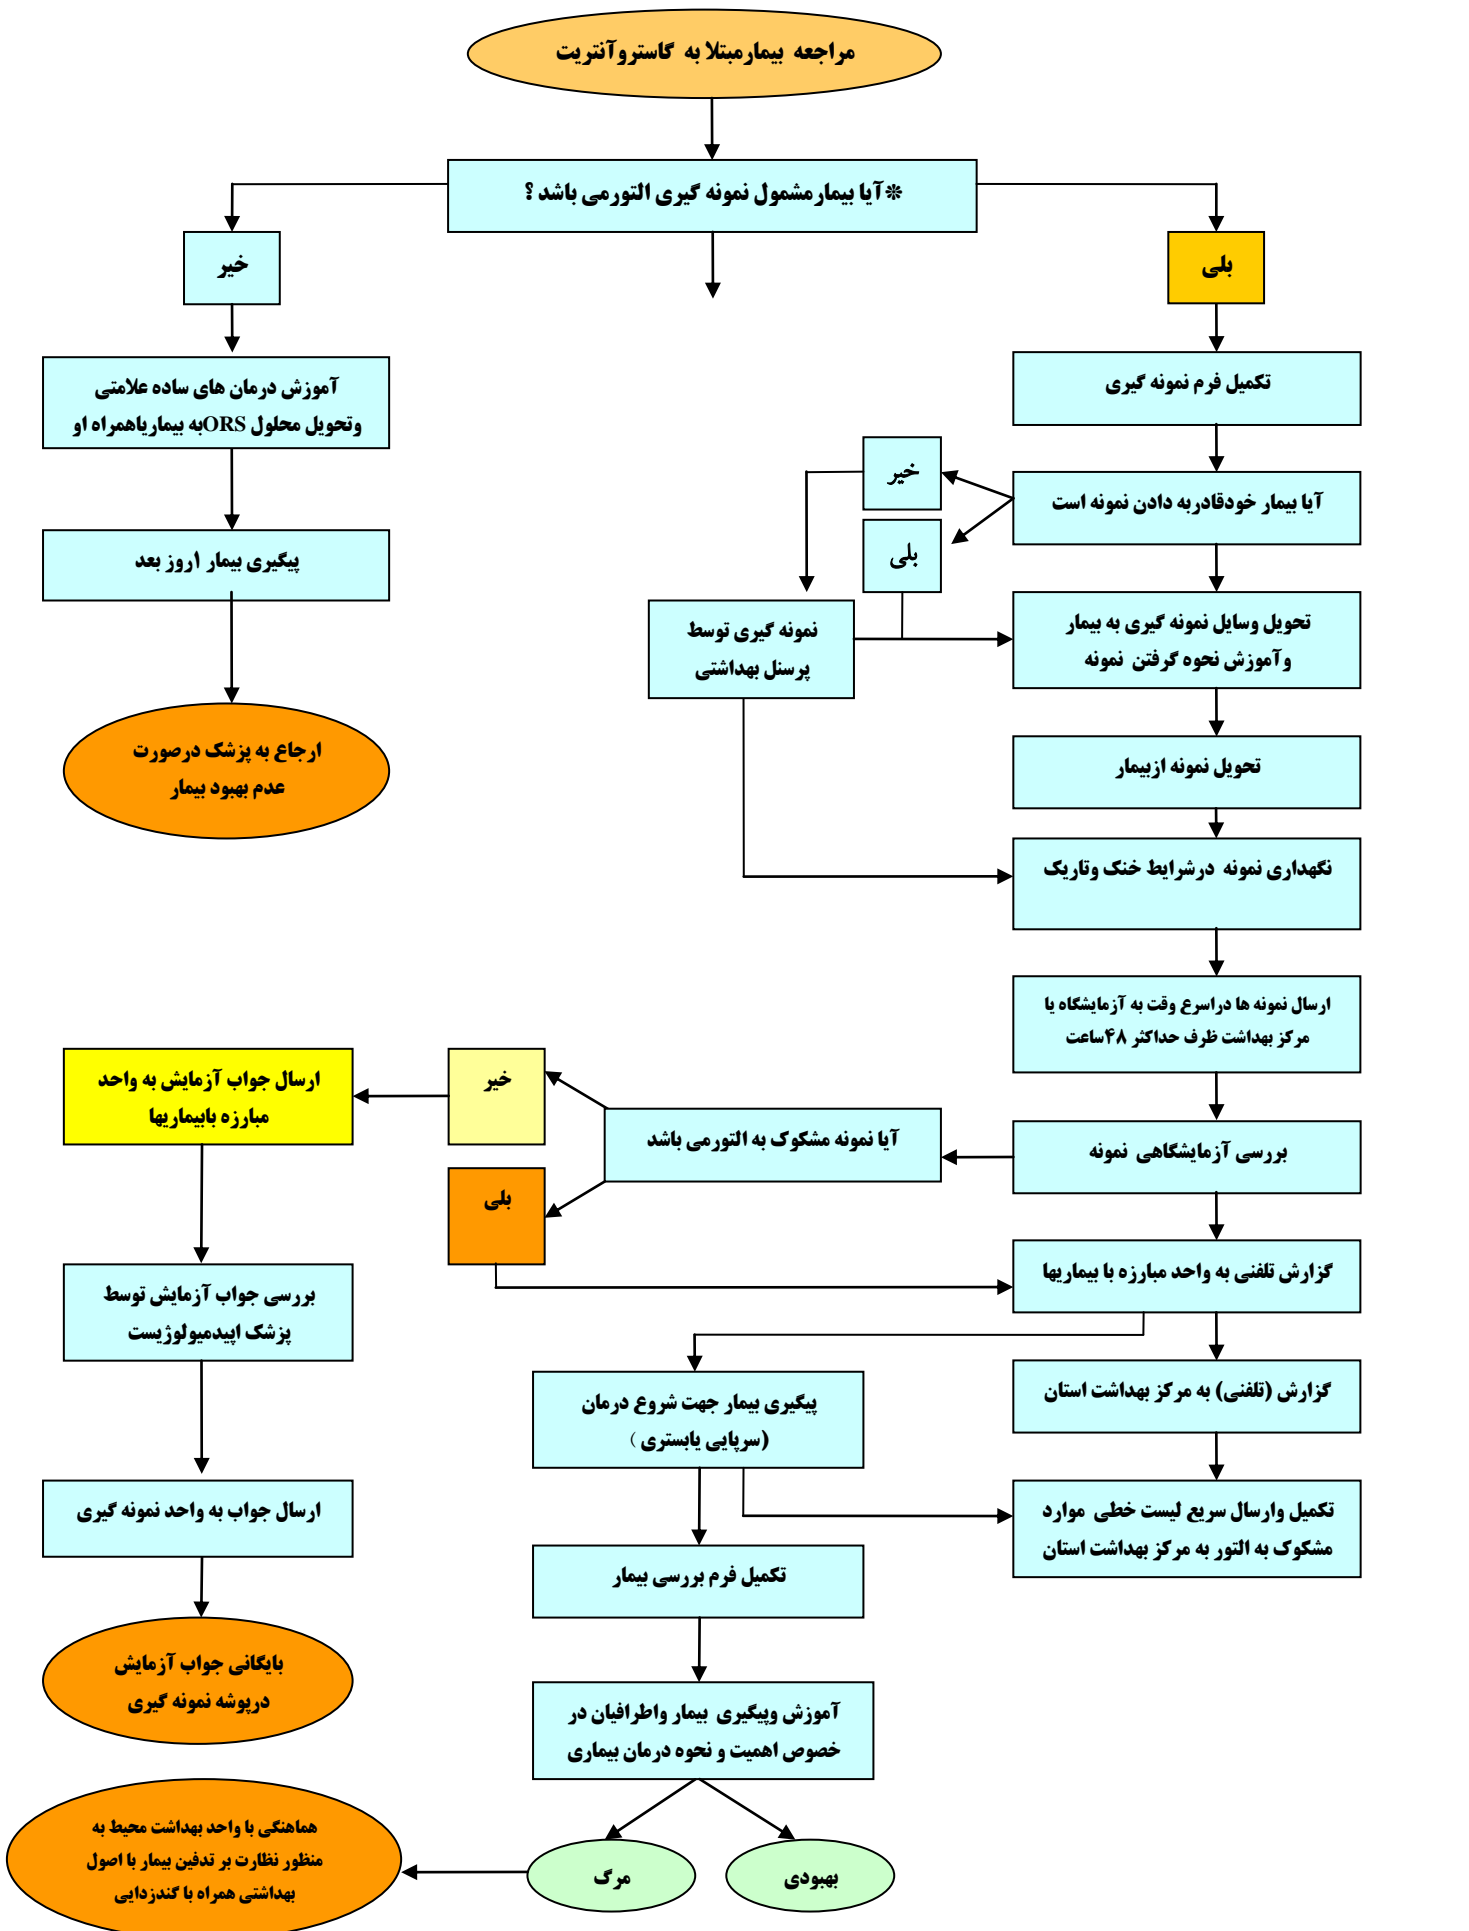 مراجعه بیمارمبتلا به گاستروآنتریت
*آیا بیمارمشمول نمونه گیری التورمی باشد ؟
بلی
خیر
آموزش درمان های ساده علامتی
وتحویل محلول ORSبه بیماریاهمراه او
پیگیری بیمار ۱روز بعد
ارجاع به پزشک درصورت
عدم بهبود بیمار
تکمیل فرم نمونه گیری
آیا بیمار خودقادربه دادن نمونه است
خیر
بلی
نمونه گیری توسط
پرسنل بهداشتی
تحویل وسایل نمونه گیری به بیمار
وآموزش نحوه گرفتن نمونه
تحویل نمونه ازبیمار
نگهداری نمونه درشرایط خنک وتاریک
ارسال نمونه ها دراسرع وقت به آزمایشگاه یا
مرکز بهداشت ظرف حداکثر ۴۸ساعت
بررسی آزمایشگاهی نمونه
آیا نمونه مشکوک به التورمی باشد
خیر
بلی
ارسال جواب آزمایش به واحد
مبارزه بابیماریها
بررسی جواب آزمایش توسط
پزشک اپیدمیولوژیست
ارسال جواب به واحد نمونه گیری
بایگانی جواب آزمایش
درپوشه نمونه گیری
گزارش تلفنی به واحد مبارزه با بیماریها
گزارش (تلفنی) به مرکز بهداشت استان
تکمیل وارسال سریع لیست خطی موارد
مشکوک به التور به مرکز بهداشت استان
پیگیری بیمار جهت شروع درمان
(سرپایی یابستری )
تکمیل فرم بررسی بیمار
آموزش وپیگیری بیمار واطرافیان در
خصوص اهمیت و نحوه درمان بیماری
بهبودی
مرگ
هماهنگی با واحد بهداشت محیط به
منظور نظارت بر تدفین بیمار با اصول
بهداشتی همراه با گندزدایی